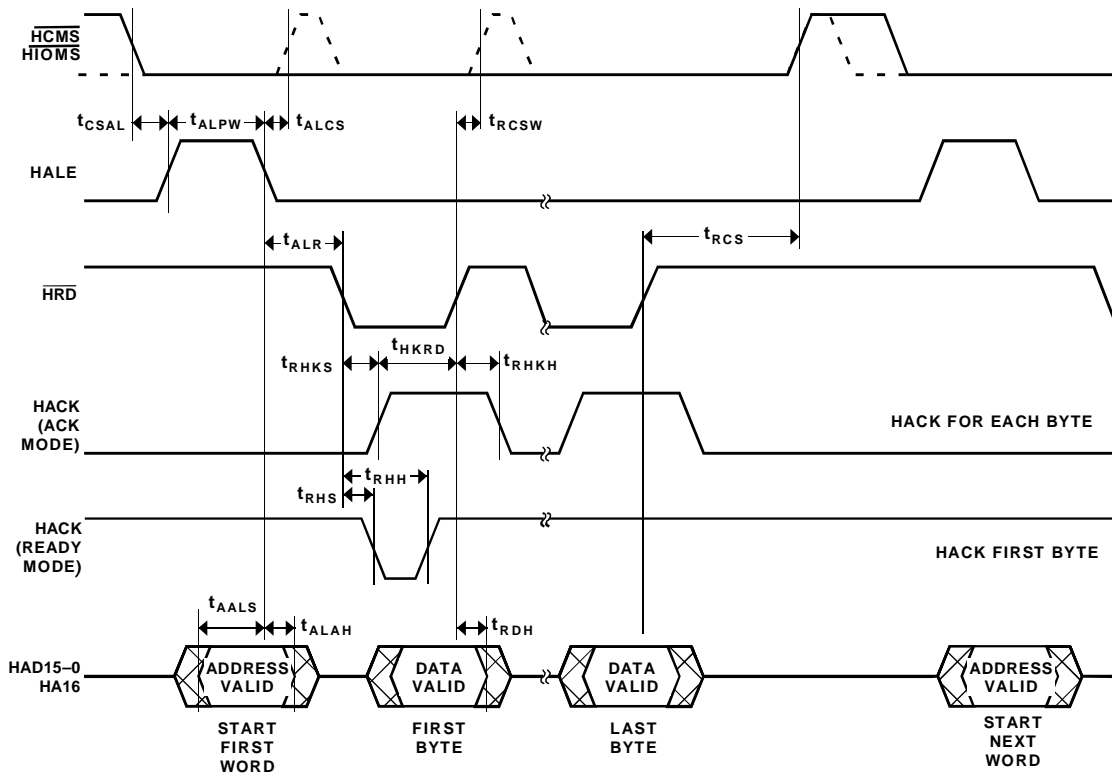 HCMS
HIOMS
tCSAL tALPW tALCS tRCSW
HALE
tALR tRCS
HRD
tHKRD
tRHKS tRHKH
HACK
(ACK
MODE)
HACK FOR EACH BYTE
tRHH
tRHS
HACK
(READY
MODE)
HACK FIRST BYTE
tAALS
tALAH tRDH
HAD15–0
HA16
ADDRESS
VALID
DATA
VALID
DATA
VALID
ADDRESS
VALID
START
FIRST
WORD
FIRST
BYTE
LAST
BYTE
START
NEXT
WORD